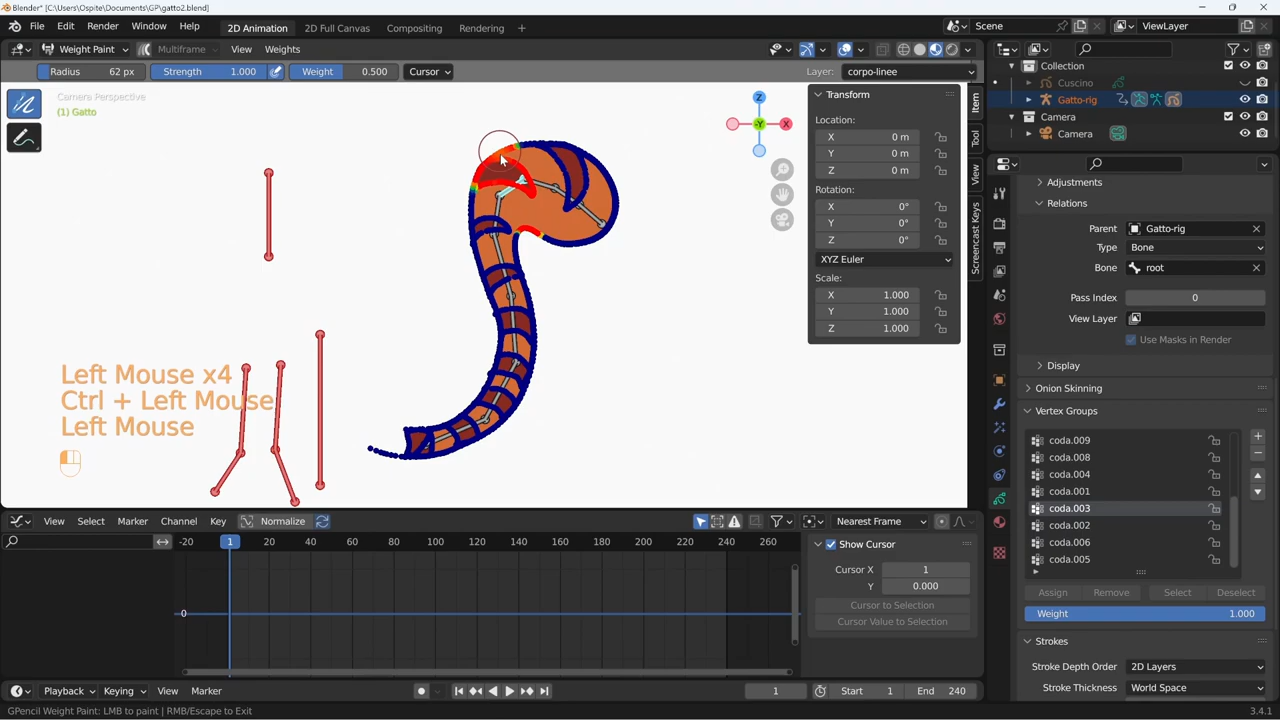 Blender* [C:\Users\Ospite\Documents\GP\gatto2.blend]
File Edit Render Window Help 2D Animation 2D Full Canvas Compositing Rendering + Scene ViewLayer
Weight Paint Multiframe View Weights
Radius 62 px Strength 1.000 Weight 0.500 Cursor Layer: corpo-linee
Camera Perspective
(1) Gatto
Z
X
-Y
Left Mouse x4
Ctrl + Left Mouse
Left Mouse
Transform
Location:
X 0 m
Y 0 m
Z 0 m
Rotation:
X 0°
Y 0°
Z 0°
XYZ Euler
Scale:
X 1.000
Y 1.000
Z 1.000
Item
Tool
View
Screencast Keys
Collection
Cuscino
Gatto-rig
Camera
Camera
Adjustments
Relations
Parent Gatto-rig
Type Bone
Bone root
Pass Index 0
View Layer
Use Masks in Render
Display
Onion Skinning
Vertex Groups
coda.009
coda.008
coda.004
coda.001
coda.003
coda.002
coda.006
coda.005
Assign Remove Select Deselect
Weight 1.000
Strokes
Stroke Depth Order 2D Layers
Stroke Thickness World Space
View Select Marker Channel Key Normalize Nearest Frame
-20 1 20 40 60 80 100 120 140 160 180 200 220 240 260
0
Show Cursor
Cursor X 1
Y 0.000
Cursor to Selection
Cursor Value to Selection
Playback Keying View Marker 1 Start 1 End 240
GPencil Weight Paint: LMB to paint | RMB/Escape to Exit 3.4.1